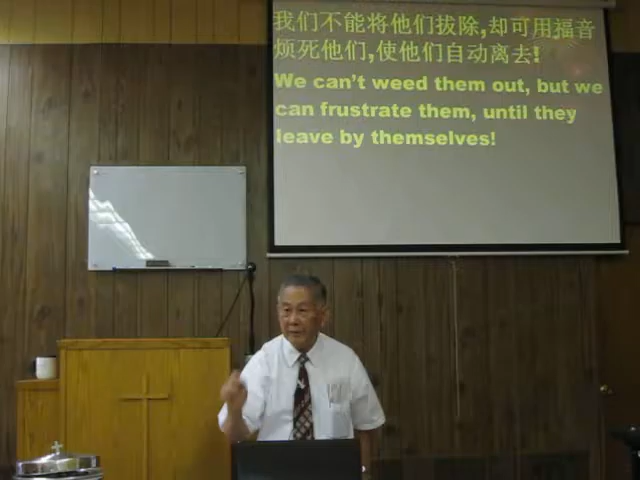 我们不能将他们拔除,却可用福音
烦死他们,使他们自动离去!
We can't weed them out, but we
can frustrate them, until they
leave by themselves!